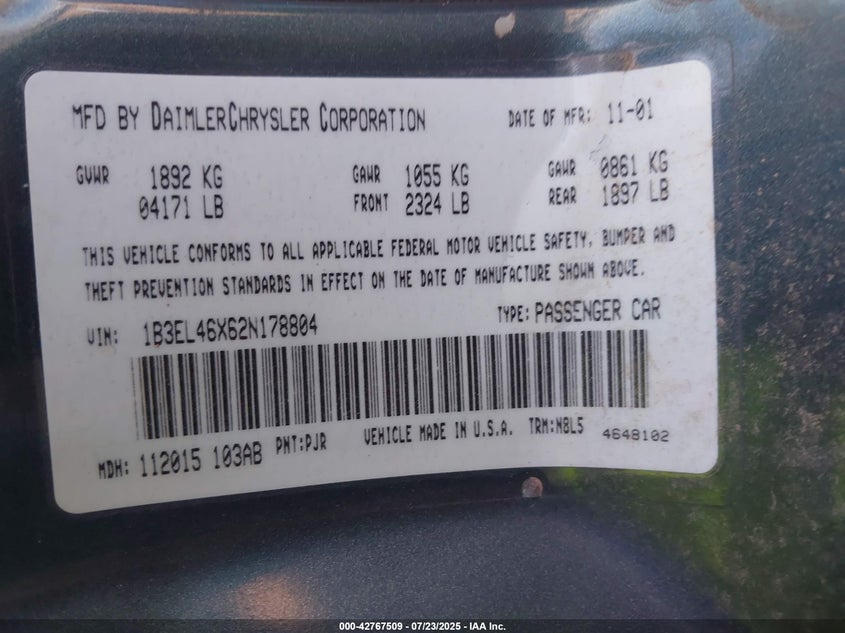 MFD BY DAIMLERCHRYSLER CORPORATION DATE OF MFR: 11-01
GVWR 1892 KG GAWR 1055 KG GAWR 0861 KG
04171 LB FRONT 2324 LB REAR 1897 LB
THIS VEHICLE CONFORMS TO ALL APPLICABLE FEDERAL MOTOR VEHICLE SAFETY, BUMPER AND
THEFT PREVENTION STANDARDS IN EFFECT ON THE DATE OF MANUFACTURE SHOWN ABOVE.
VIN: 1B3EL46X62N178804 TYPE: PASSENGER CAR
MDH: 112015 103AB PNT:PJR VEHICLE MADE IN U.S.A. TRM:N8L5 4648102
000-42767509 - 07/23/2025 - IAA Inc.